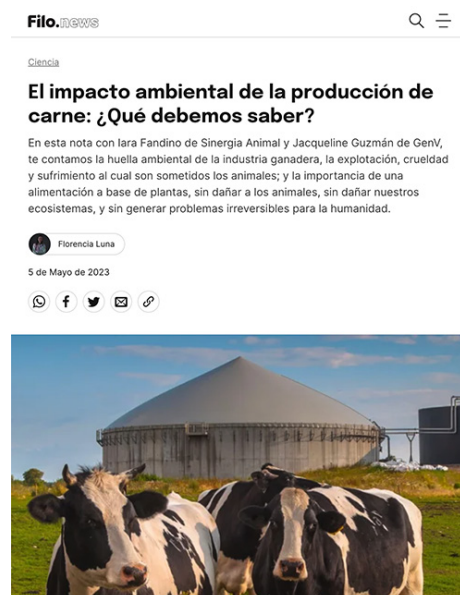 Filo.news
Ciencia
El impacto ambiental de la producción de
carne: ¿Qué debemos saber?
En esta nota con Iara Fandino de Sinergia Animal y Jacqueline Guzmán de GenV,
te contamos la huella ambiental de la industria ganadera, la explotación, crueldad
y sufrimiento al cual son sometidos los animales; y la importancia de una
alimentación a base de plantas, sin dañar a los animales, sin dañar nuestros
ecosistemas, y sin generar problemas irreversibles para la humanidad.
Florencia Luna
5 de Mayo de 2023